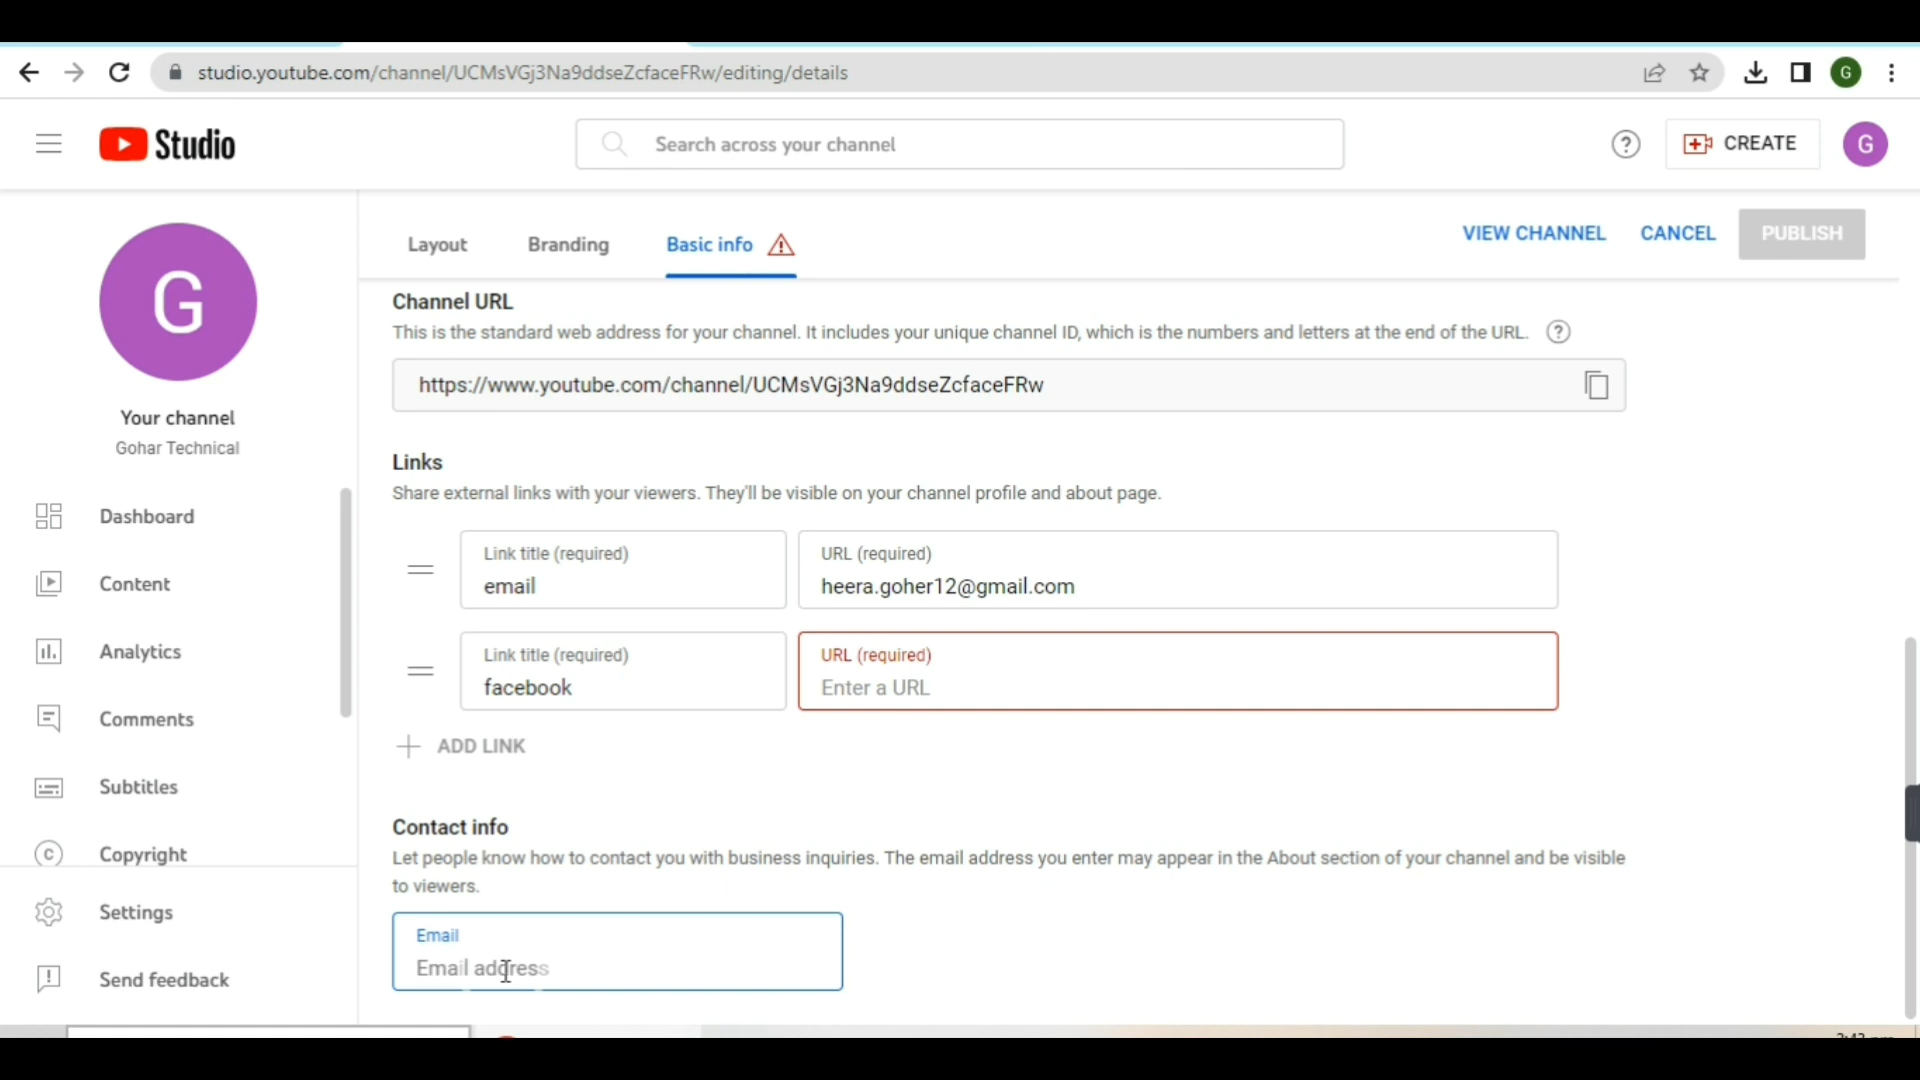 studio.youtube.com/channel/UCMsVGj3Na9ddseZcfaceFRw/editing/details
G
Studio
Search across your channel
?
CREATE
G
G
Your channel
Gohar Technical
Dashboard
Content
Analytics
Comments
Subtitles
Copyright
Settings
Send feedback
Layout
Branding
Basic info
VIEW CHANNEL
CANCEL
PUBLISH
Channel URL
This is the standard web address for your channel. It includes your unique channel ID, which is the numbers and letters at the end of the URL.
https://www.youtube.com/channel/UCMsVGj3Na9ddseZcfaceFRw
Links
Share external links with your viewers. They'll be visible on your channel profile and about page.
Link title (required)
email
URL (required)
heera.goher12@gmail.com
Link title (required)
facebook
URL (required)
Enter a URL
ADD LINK
Contact info
Let people know how to contact you with business inquiries. The email address you enter may appear in the About section of your channel and be visible
to viewers.
Email
Email address